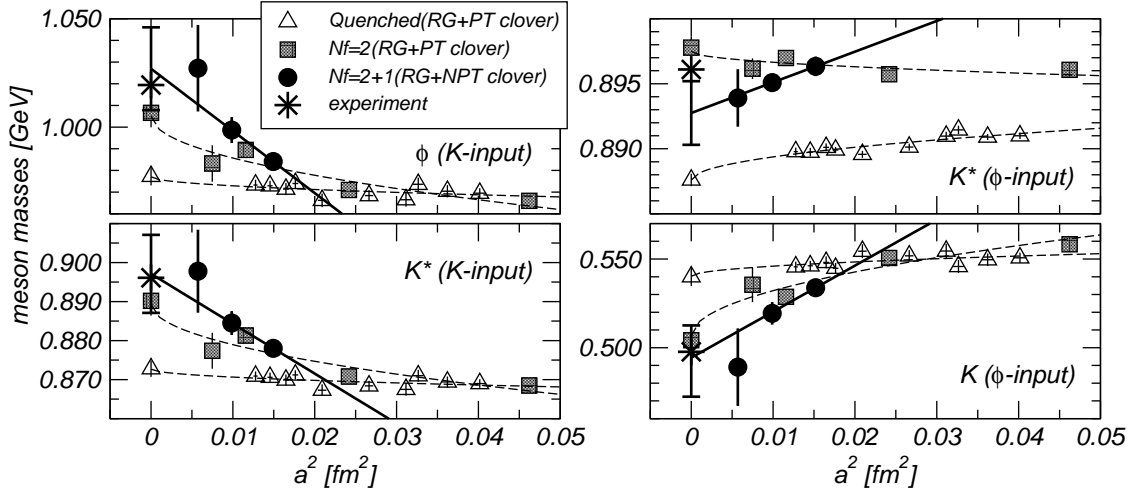 1.050
1.000
meson masses [GeV]
Quenched(RG+PT clover)
Nf=2(RG+PT clover)
Nf=2+1(RG+NPT clover)
experiment
ϕ (K-input)
0.895
0.890
K* (ϕ-input)
0.900
0.890
0.880
0.870
K* (K-input)
0 0.01 0.02 0.03 0.04 0.05
a² [fm²]
0.550
0.500
K (ϕ-input)
0 0.01 0.02 0.03 0.04 0.05
a² [fm²]